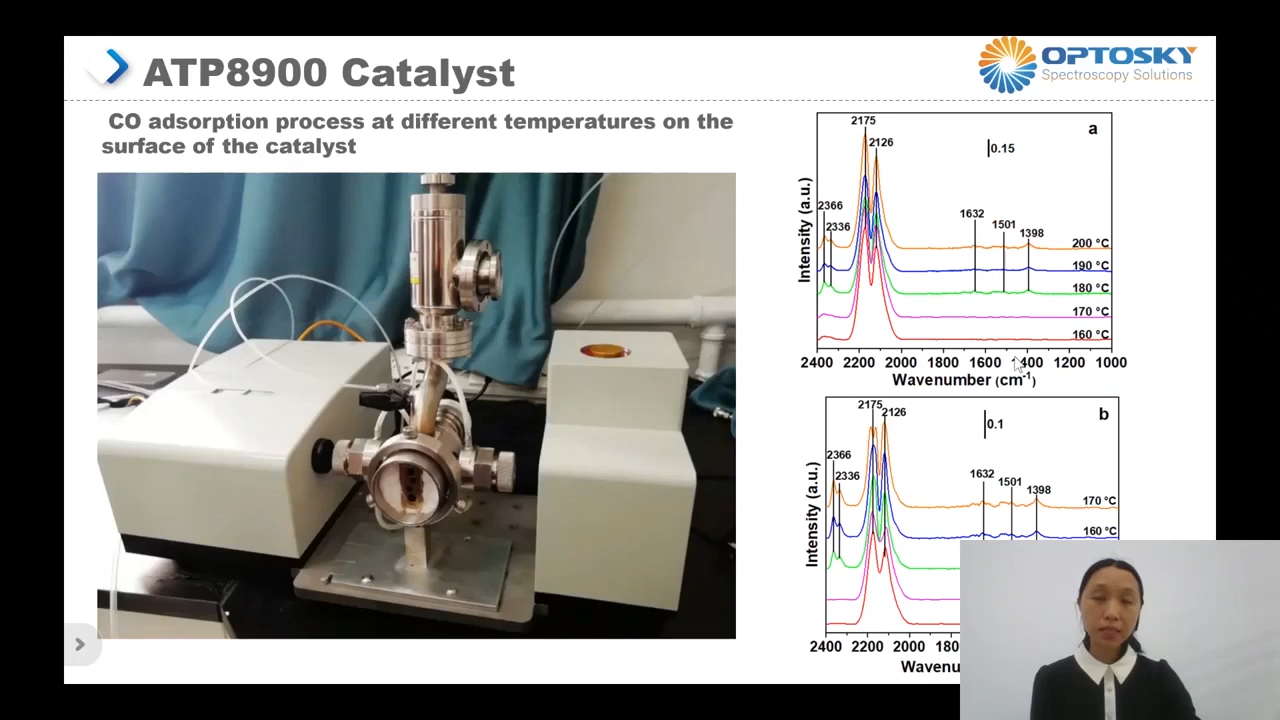 ATP8900 Catalyst
OPTOSKY
Spectroscopy Solutions
CO adsorption process at different temperatures on the
surface of the catalyst
a
2175
2126
0.15
2366
2336
1632
1501
1398
200 °C
190 °C
180 °C
170 °C
160 °C
Intensity (a.u.)
2400 2200 2000 1800 1600 1400 1200 1000
Wavenumber (cm-1)
b
2175
2126
0.1
2366
2336
1632
1501
1398
170 °C
160 °C
Intensity (a.u.)
2400 2200 2000